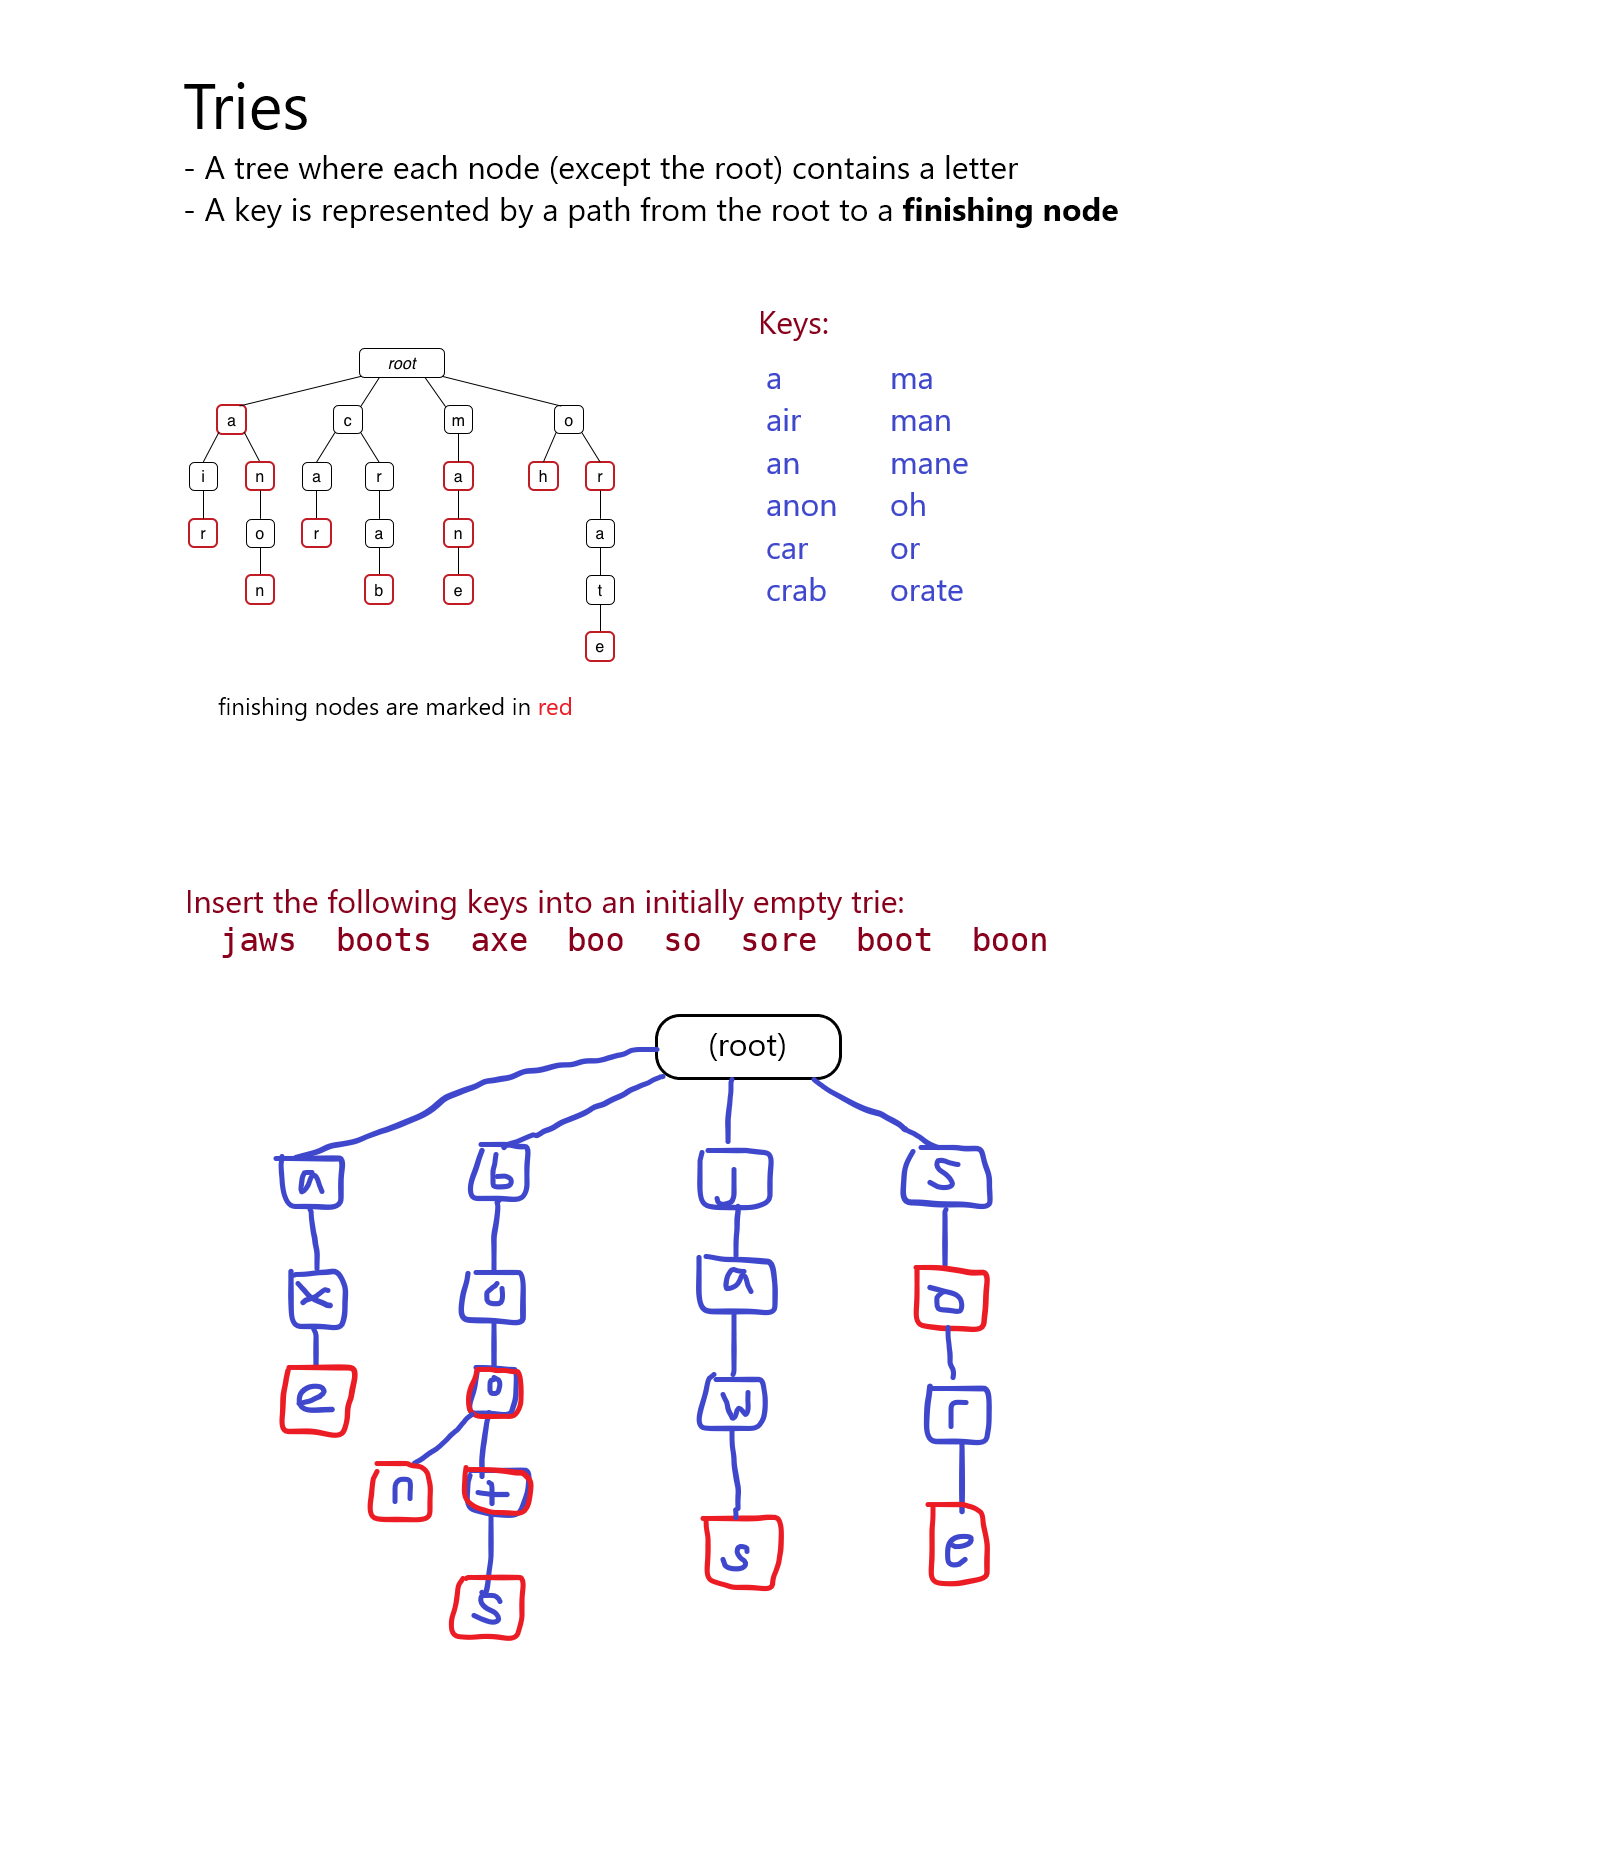 Tries
- A tree where each node (except the root) contains a letter
- A key is represented by a path from the root to a finishing node
Keys:
root
a c m o
i n a r a h r
r o r a n a
n b e t
e
a ma
air man
an mane
anon oh
car or
crab orate
finishing nodes are marked in red
Insert the following keys into an initially empty trie:
jaws boots axe boo so sore boot boon
(root)
a b j s
x o a o
e o w r
n t s e
s